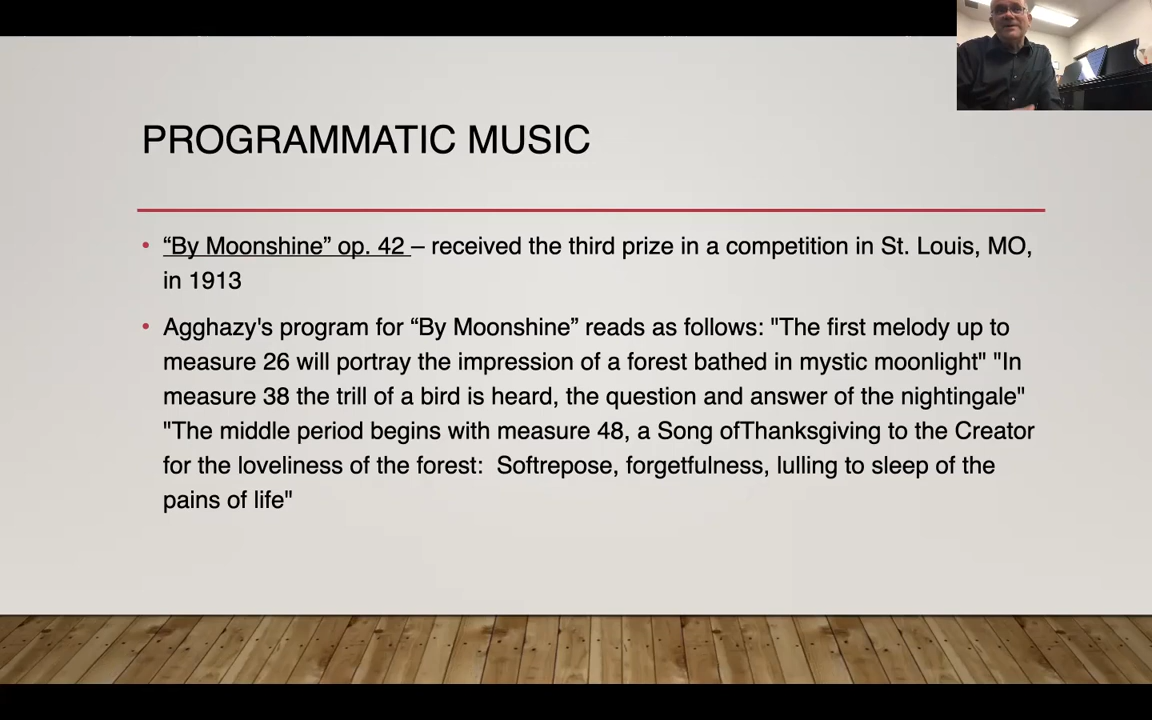 PROGRAMMATIC MUSIC
• “By Moonshine” op. 42 – received the third prize in a competition in St. Louis, MO,
in 1913
• Agghazy's program for “By Moonshine” reads as follows: "The first melody up to
measure 26 will portray the impression of a forest bathed in mystic moonlight" "In
measure 38 the trill of a bird is heard, the question and answer of the nightingale"
"The middle period begins with measure 48, a Song ofThanksgiving to the Creator
for the loveliness of the forest:  Softrepose, forgetfulness, lulling to sleep of the
pains of life"